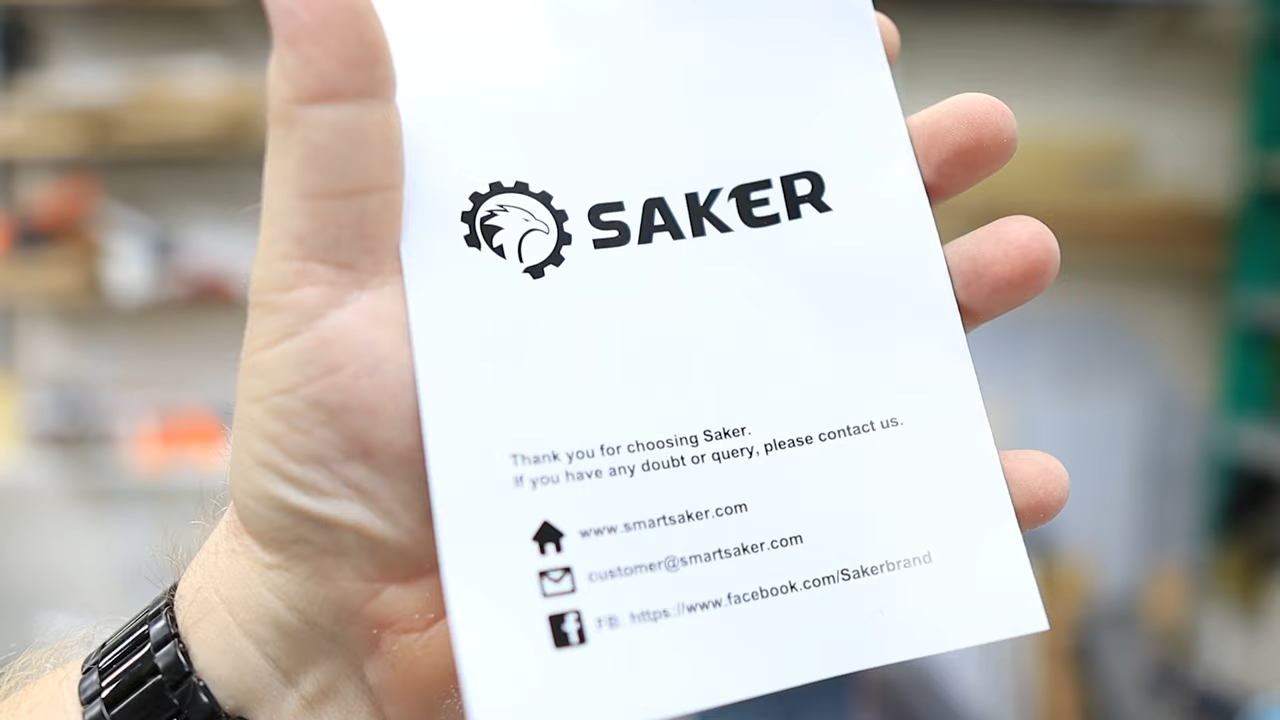 SAKER
Thank you for choosing Saker.
If you have any doubt or query, please contact us.
www.smartsaker.com
customer@smartsaker.com
FB: https://www.facebook.com/Sakerbrand